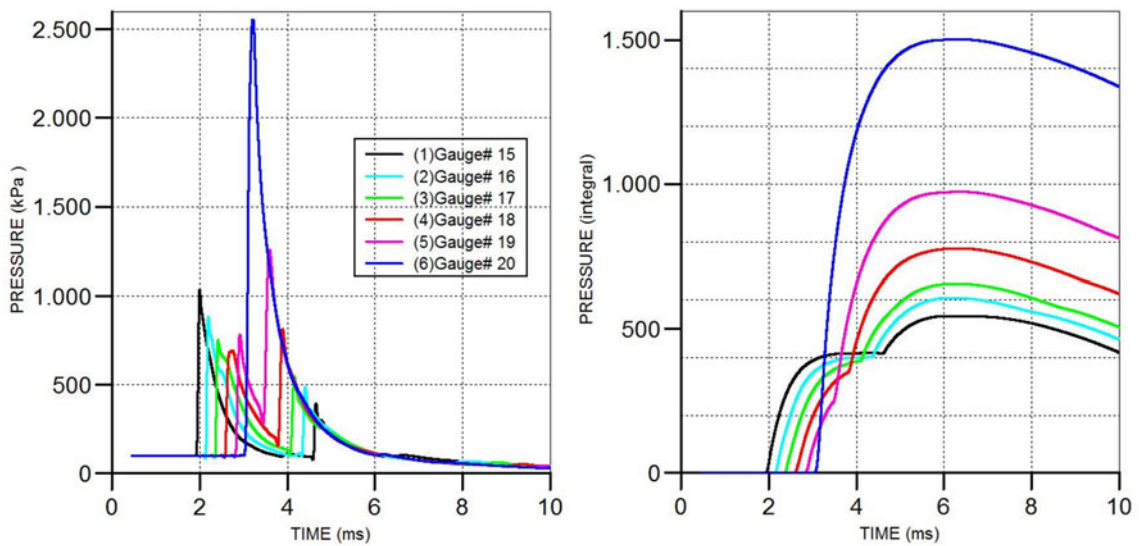 2.500
2.000
1.500
1.000
500
0
PRESSURE (kPa )
0 2 4 6 8 10
TIME (ms)
(1)Gauge# 15
(2)Gauge# 16
(3)Gauge# 17
(4)Gauge# 18
(5)Gauge# 19
(6)Gauge# 20
1.500
1.000
500
0
PRESSURE (integral)
0 2 4 6 8 10
TIME (ms)